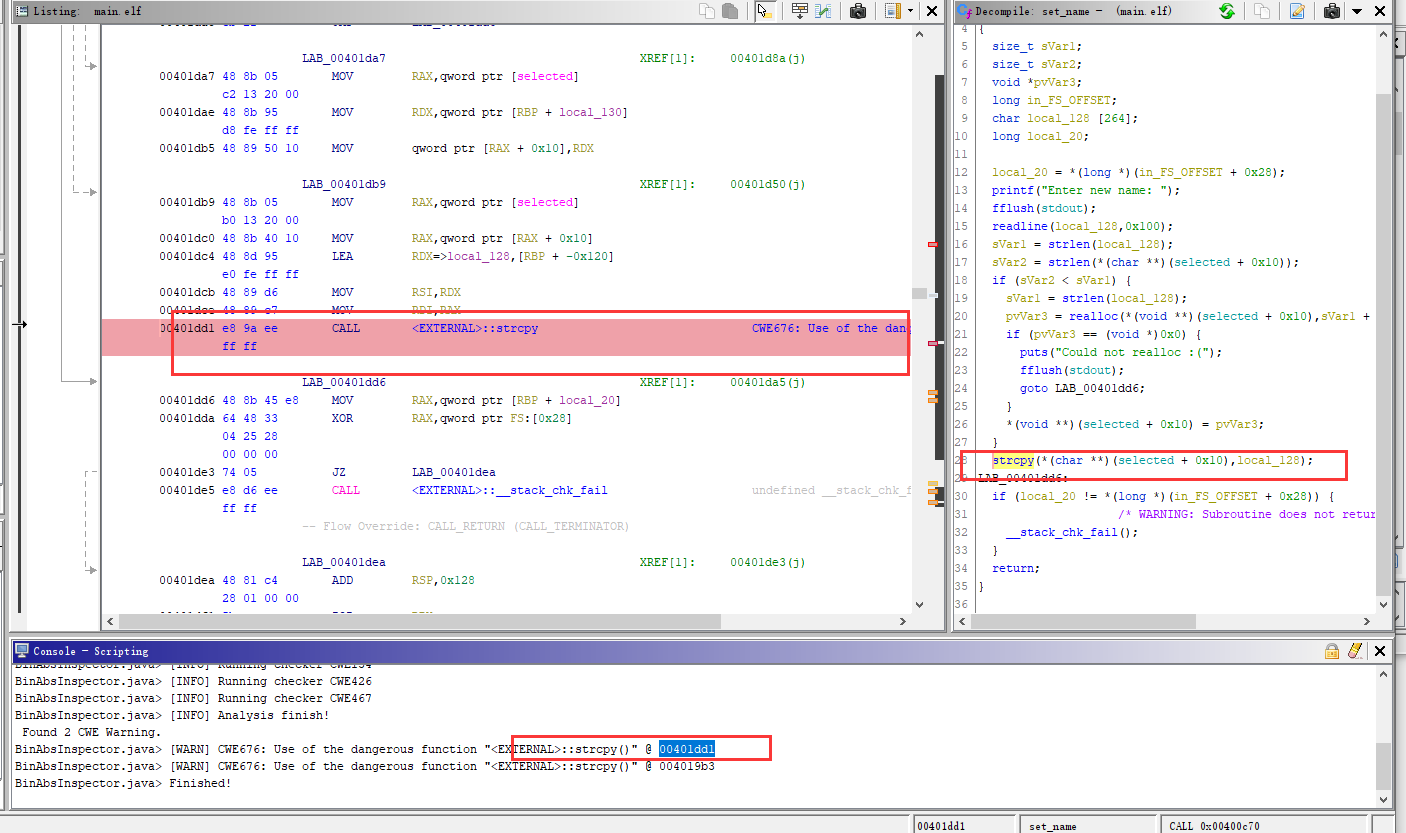 Listing: main.elf
LAB_00401da7 XREF[1]: 00401d8a(j)
00401da7 48 8b 05 MOV RAX,qword ptr [selected]
c2 13 20 00
00401dae 48 8b 95 MOV RDX,qword ptr [RBP + local_130]
d8 fe ff ff
00401db5 48 89 50 10 MOV qword ptr [RAX + 0x10],RDX
LAB_00401db9 XREF[1]: 00401d50(j)
00401db9 48 8b 05 MOV RAX,qword ptr [selected]
b0 13 20 00
00401dc0 48 8b 40 10 MOV RAX,qword ptr [RAX + 0x10]
00401dc4 48 8d 95 LEA RDX=>local_128,[RBP + -0x120]
e0 fe ff ff
00401dcb 48 89 d6 MOV RSI,RDX
00401dce 48 89 c7 MOV RDI,RAX
00401dd1 e8 9a ee CALL <EXTERNAL>::strcpy CWE676: Use of the dang
ff ff
LAB_00401dd6 XREF[1]: 00401da5(j)
00401dd6 48 8b 45 e8 MOV RAX,qword ptr [RBP + local_20]
00401dda 64 48 33 XOR RAX,qword ptr FS:[0x28]
04 25 28
00 00 00
00401de3 74 05 JZ LAB_00401dea
00401de5 e8 d6 ee CALL <EXTERNAL>::__stack_chk_fail undefined __stack_chk_f
ff ff
-- Flow Override: CALL_RETURN (CALL_TERMINATOR)
LAB_00401dea XREF[1]: 00401de3(j)
00401dea 48 81 c4 ADD RSP,0x128
28 01 00 00
Decompile: set_name - (main.elf)
4 {
5 size_t sVar1;
6 size_t sVar2;
7 void *pvVar3;
8 long in_FS_OFFSET;
9 char local_128 [264];
10 long local_20;
11
12 local_20 = *(long *)(in_FS_OFFSET + 0x28);
13 printf("Enter new name: ");
14 fflush(stdout);
15 readline(local_128,0x100);
16 sVar1 = strlen(local_128);
17 sVar2 = strlen(*(char **)(selected + 0x10));
18 if (sVar2 < sVar1) {
19 sVar1 = strlen(local_128);
20 pvVar3 = realloc(*(void **)(selected + 0x10),sVar1 +
21 if (pvVar3 == (void *)0x0) {
22 puts("Could not realloc :(");
23 fflush(stdout);
24 goto LAB_00401dd6;
25 }
26 *(void **)(selected + 0x10) = pvVar3;
27 }
28 strcpy(*(char **)(selected + 0x10),local_128);
29 LAB_00401dd6:
30 if (local_20 != *(long *)(in_FS_OFFSET + 0x28)) {
31 /* WARNING: Subroutine does not retur
32 __stack_chk_fail();
33 }
34 return;
35 }
36
Console - Scripting
BinAbsInspector.java> [INFO] Running checker CWE134
BinAbsInspector.java> [INFO] Running checker CWE426
BinAbsInspector.java> [INFO] Running checker CWE467
BinAbsInspector.java> [INFO] Analysis finish!
Found 2 CWE Warning.
BinAbsInspector.java> [WARN] CWE676: Use of the dangerous function "<EXTERNAL>::strcpy()" @ 00401dd1
BinAbsInspector.java> [WARN] CWE676: Use of the dangerous function "<EXTERNAL>::strcpy()" @ 004019b3
BinAbsInspector.java> Finished!
00401dd1 set_name CALL 0x00400c70